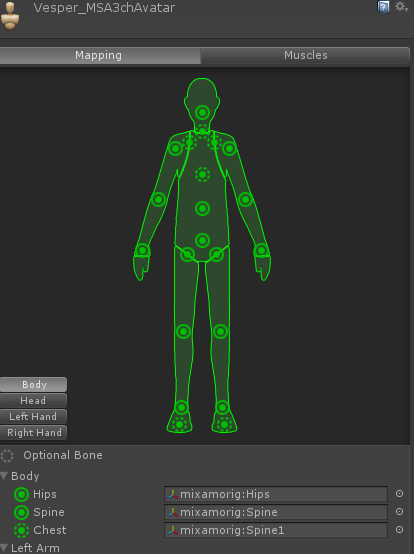 Vesper_MSA3chAvatar
Mapping Muscles
Body
Head
Left Hand
Right Hand
Optional Bone
Body
Hips mixamorig:Hips
Spine mixamorig:Spine
Chest mixamorig:Spine1
Left Arm